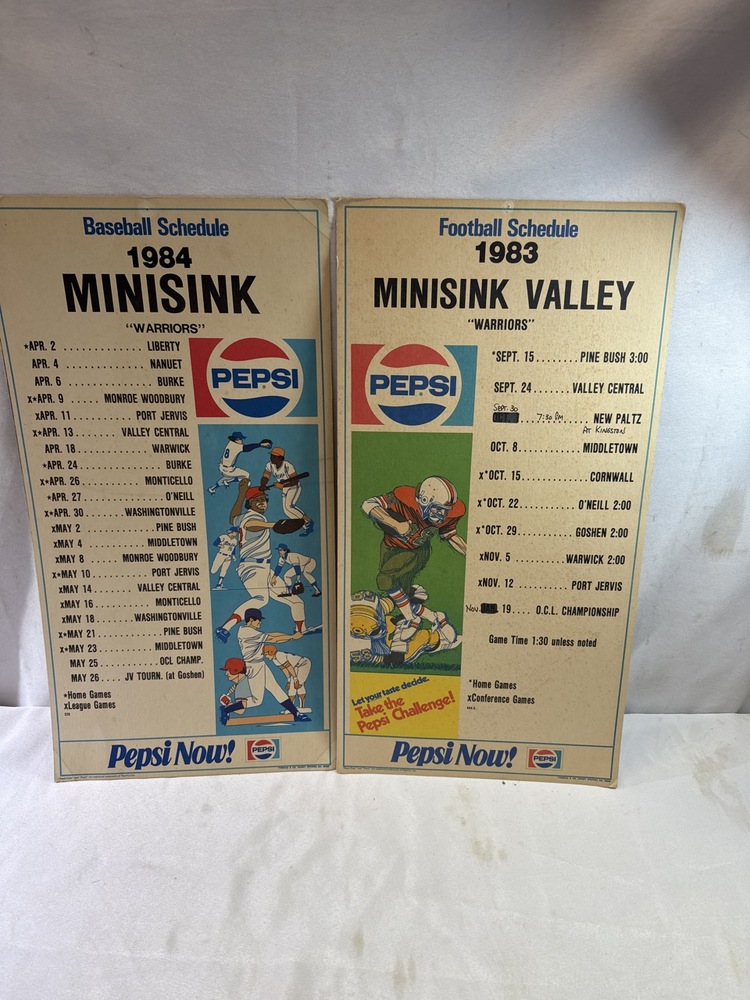 Baseball Schedule
1984
MINISINK
"WARRIORS"
*APR. 2 ............. LIBERTY
APR. 4 ............. NANUET
APR. 6 ............. BURKE
x*APR. 9 ..... MONROE WOODBURY
xAPR. 11 .......... PORT JERVIS
x*APR. 13 ....... VALLEY CENTRAL
APR. 18 ............ WARWICK
*APR. 24 ............. BURKE
x*APR. 26 ......... MONTICELLO
*APR. 27 ............. O'NEILL
x*APR. 30 ...... WASHINGTONVILLE
xMAY 2 ............ PINE BUSH
xMAY 4 ......... MIDDLETOWN
xMAY 8 ..... MONROE WOODBURY
x*MAY 10 ......... PORT JERVIS
xMAY 14 ...... VALLEY CENTRAL
xMAY 16 ......... MONTICELLO
xMAY 18 ..... WASHINGTONVILLE
x*MAY 21 ........... PINE BUSH
x*MAY 23 ........ MIDDLETOWN
MAY 25 ......... OCL CHAMP.
MAY 26 .... JV TOURN. (at Goshen)
*Home Games
xLeague Games
PEPSI
8
Pepsi Now!
PEPSI
Football Schedule
1983
MINISINK VALLEY
"WARRIORS"
PEPSI
*SEPT. 15........ PINE BUSH 3:00
SEPT. 24 ....... VALLEY CENTRAL
SEPT. 30
....7:30 PM...... NEW PALTZ
AT KINGSTON
OCT. 8 ........... MIDDLETOWN
x*OCT. 15 ........... CORNWALL
x*OCT. 22 ......... O'NEILL 2:00
x*OCT. 29 ......... GOSHEN 2:00
xNOV. 5 .......... WARWICK 2:00
xNOV. 12 .......... PORT JERVIS
Nov. 19 .... O.C.L. CHAMPIONSHIP
Game Time 1:30 unless noted
*Home Games
xConference Games
Let your taste decide.
Take the
Pepsi Challenge!
Pepsi Now!
PEPSI